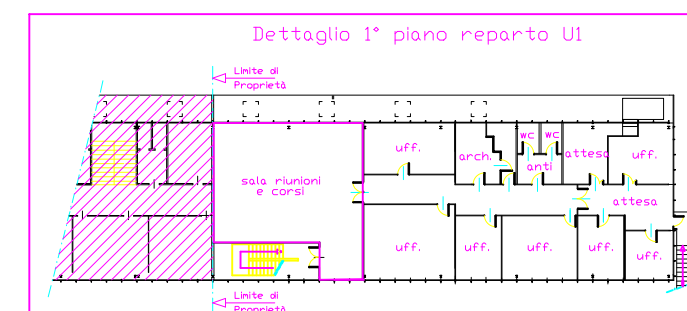 Dettaglio 1° piano reparto U1
Limite di
Proprietà
uff.
arch.
wc
wc
anti
attesa
uff.
sala riunioni
e corsi
attesa
uff.
uff.
uff.
uff.
uff.
Limite di
Proprietà